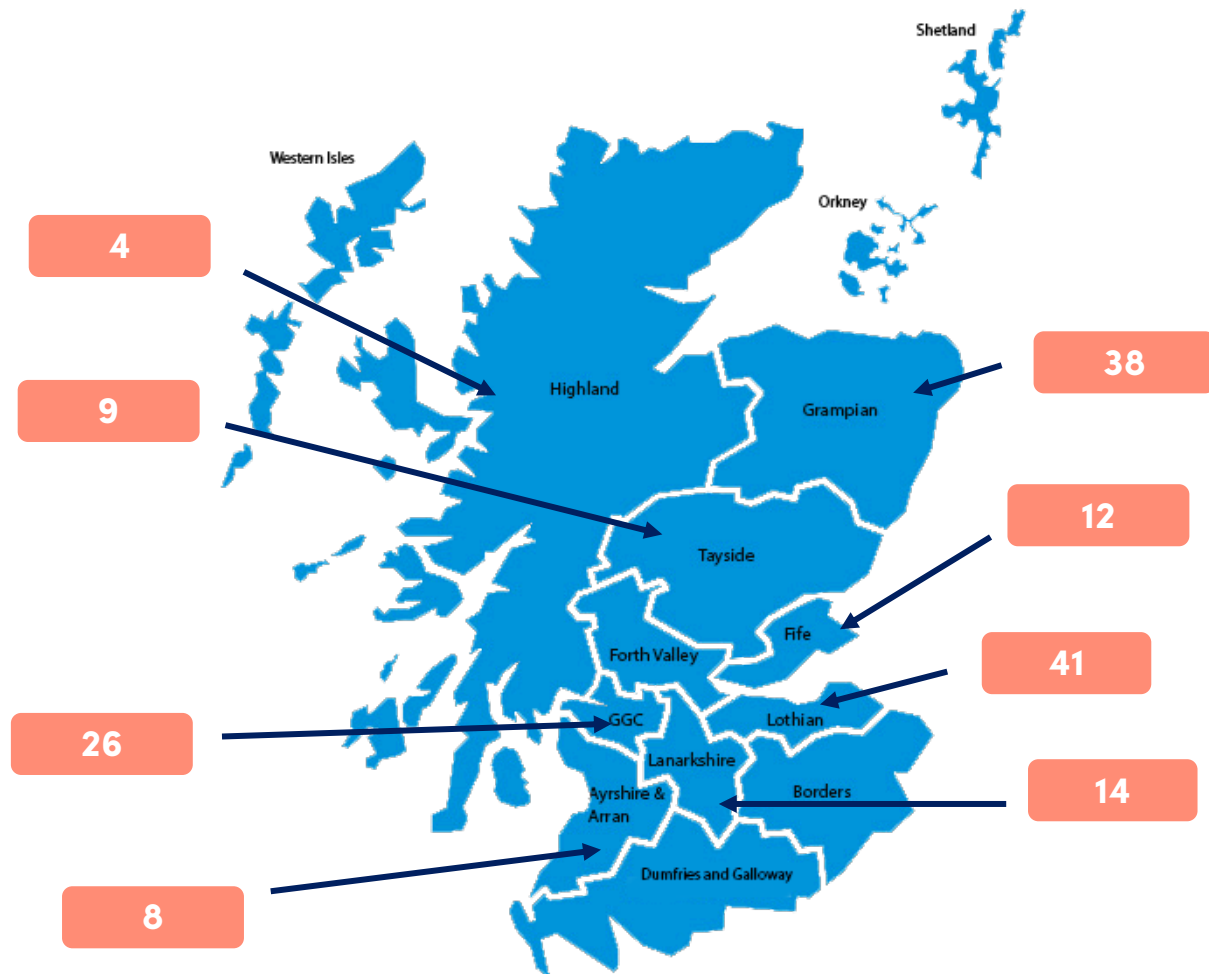 Shetland
Western Isles
Orkney
4
38
Highland
9
Grampian
12
Tayside
Fife
Forth Valley
41
GGC
Lothian
26
Lanarkshire
Borders
14
Ayrshire &
Arran
Dumfries and Galloway
8